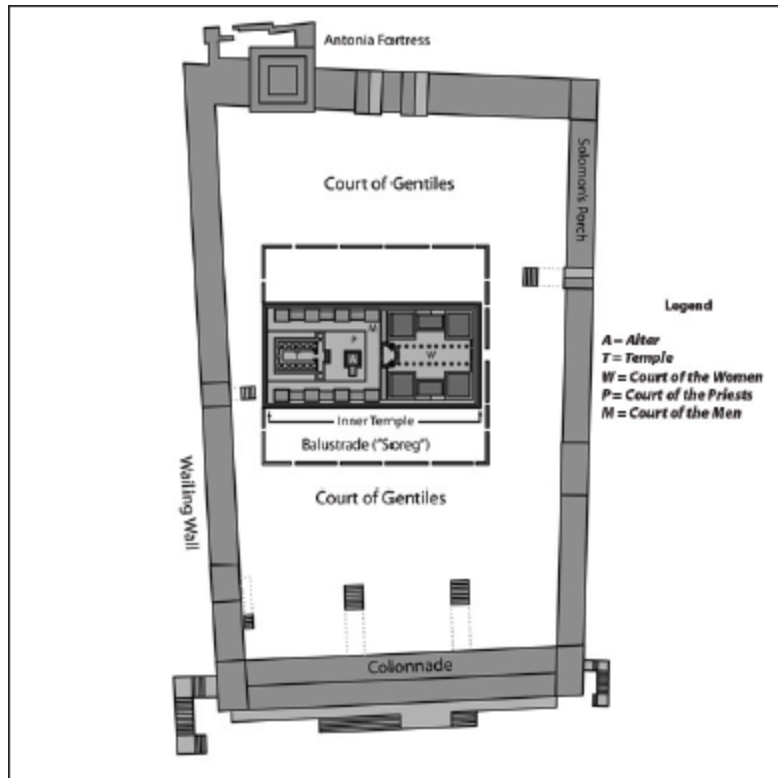 Antonia Fortress
Court of Gentiles
Solomon's Porch
M
P
A
W
Inner Temple
Balustrade ("Soreg")
Court of Gentiles
Wailing Wall
Colonnade
Legend
A = Altar
T = Temple
W = Court of the Women
P = Court of the Priests
M = Court of the Men